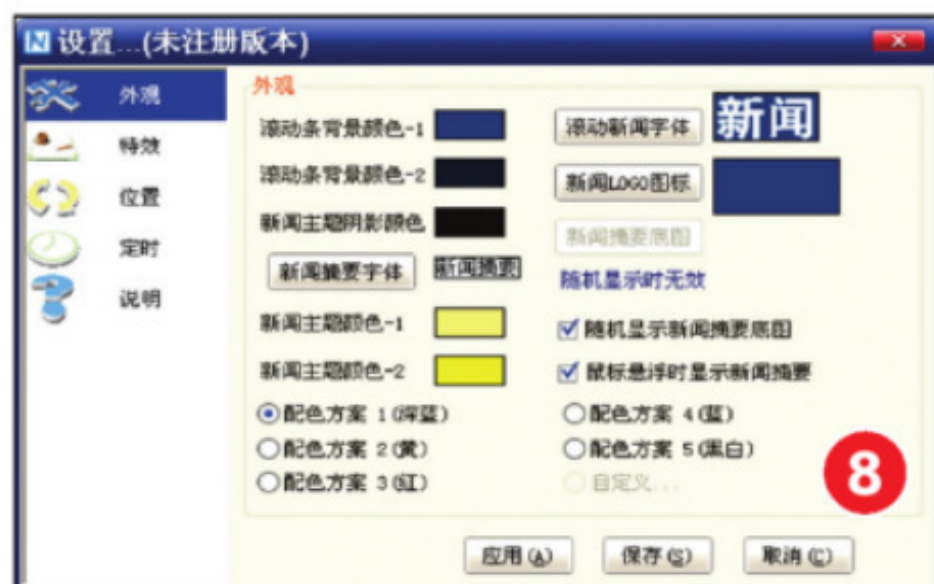 设置...(未注册版本)
外观
特效
位置
定时
说明
外观
滚动条背景颜色-1
滚动条背景颜色-2
新闻主题阴影颜色
新闻摘要字体
新闻摘要
新闻主题颜色-1
新闻主题颜色-2
滚动新闻字体
新闻
新闻LOGO图标
新闻摘要底图
随机显示时无效
随机显示新闻摘要底图
鼠标悬浮时显示新闻摘要
配色方案 1(深蓝)
配色方案 4(蓝)
配色方案 2(黄)
配色方案 5(黑白)
配色方案 3(红)
自定义...
8
应用(A)
保存(S)
取消(C)